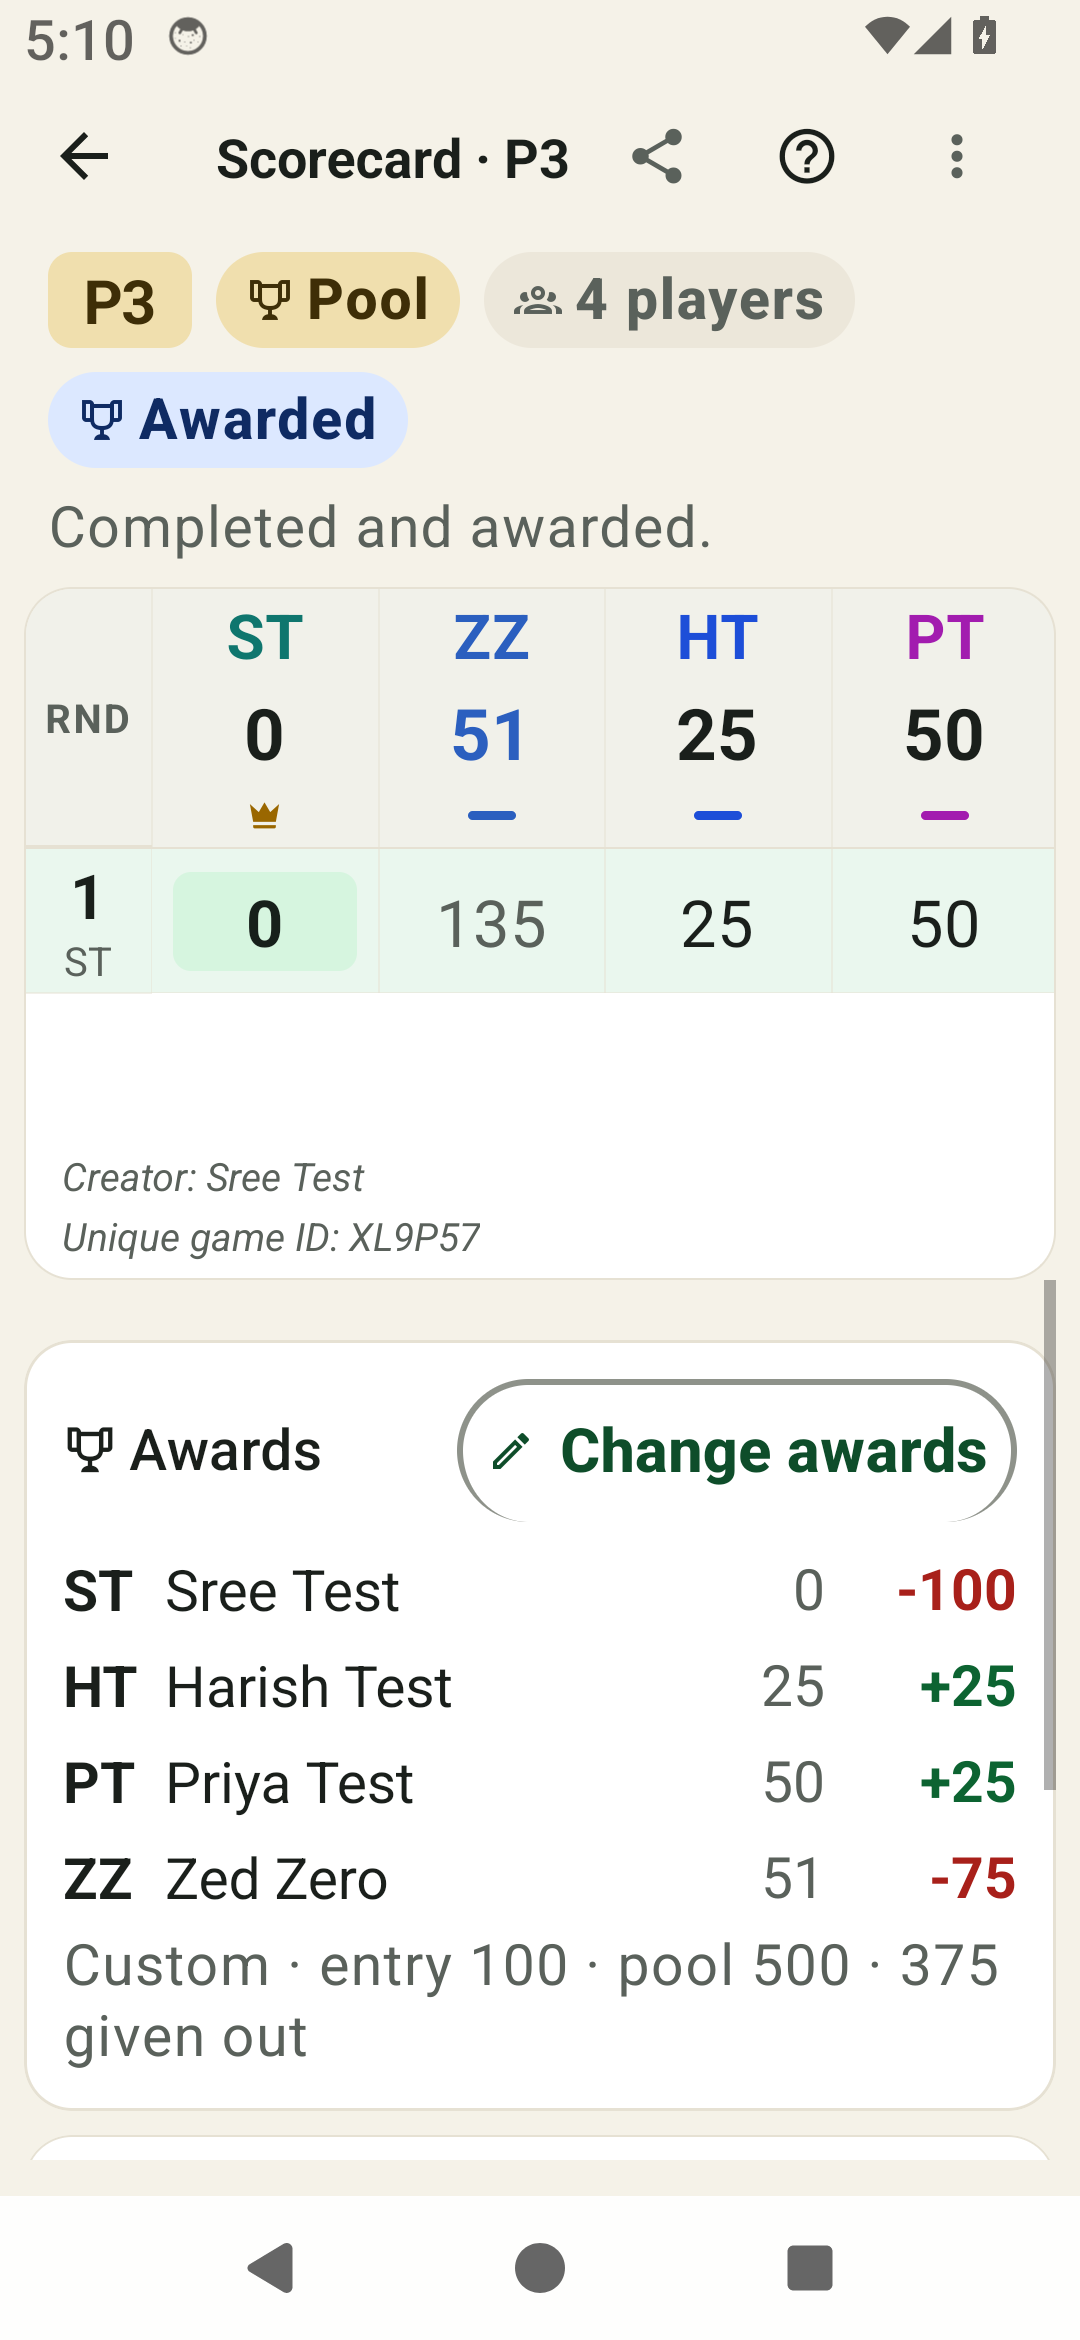 5:10
Scorecard · P3
P3 Pool 4 players
Awarded
Completed and awarded.
RND ST ZZ HT PT
0 51 25 50
1 0 135 25 50
ST
Creator: Sree Test
Unique game ID: XL9P57
Awards Change awards
ST Sree Test 0 -100
HT Harish Test 25 +25
PT Priya Test 50 +25
ZZ Zed Zero 51 -75
Custom · entry 100 · pool 500 · 375
given out